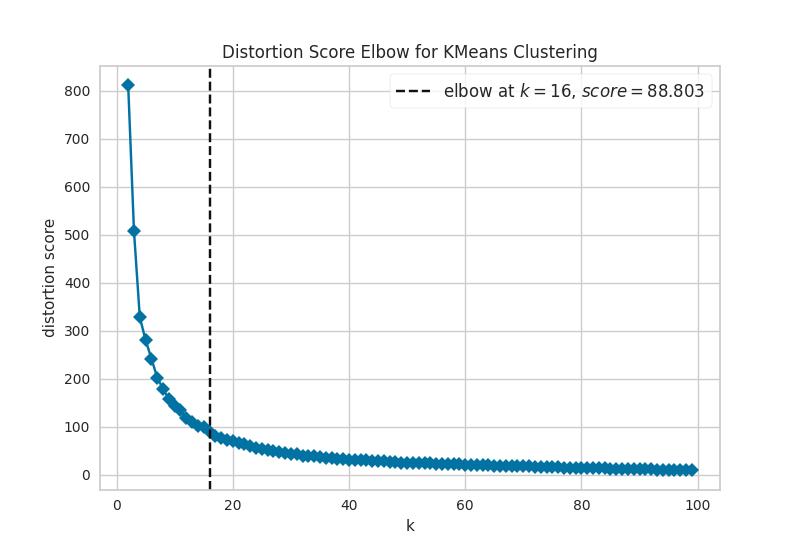 Distortion Score Elbow for KMeans Clustering
elbow at k = 16, score = 88.803
distortion score
800
700
600
500
400
300
200
100
0
0 20 40 60 80 100
k